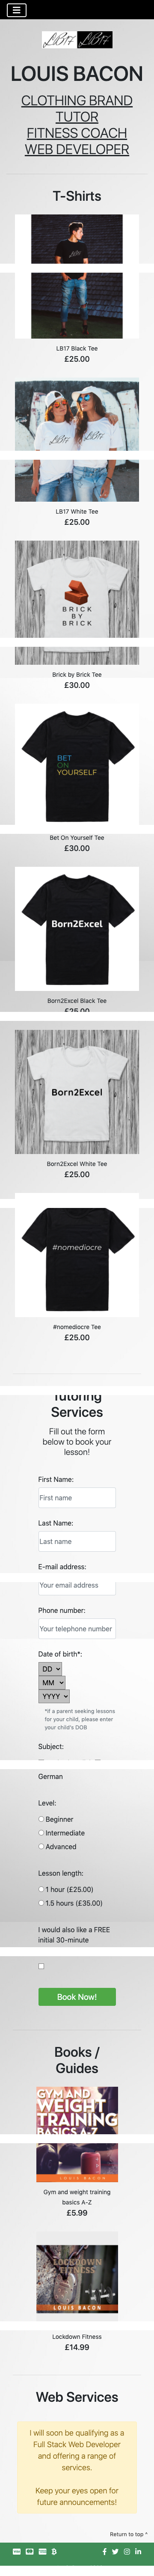 LB17 LB17
LOUIS BACON
CLOTHING BRAND
TUTOR
FITNESS COACH
WEB DEVELOPER
T-Shirts
LB17 Black Tee
£25.00
LB17 White Tee
£25.00
BRICK
BY
BRICK
Brick by Brick Tee
£30.00
BET
ON
YOURSELF
Bet On Yourself Tee
£30.00
Born2Excel
Born2Excel Black Tee
£25.00
Born2Excel
Born2Excel White Tee
£25.00
#nomediocre
#nomediocre Tee
£25.00
Tutoring
Services
Fill out the form
below to book your
lesson!
First Name:
First name
Last Name:
Last name
E-mail address:
Your email address
Phone number:
Your telephone number
Date of birth*:
DD
MM
YYYY
*If a parent seeking lessons
for your child, please enter
your child's DOB
Subject:
German
Level:
Beginner
Intermediate
Advanced
Lesson length:
1 hour (£25.00)
1.5 hours (£35.00)
I would also like a FREE
initial 30-minute
Book Now!
Books /
Guides
GYM AND
WEIGHT
TRAINING
BASICS A-Z
LOUIS BACON
Gym and weight training
basics A-Z
£5.99
LOCKDOWN
FITNESS
LOUIS BACON
Lockdown Fitness
£14.99
Web Services
I will soon be qualifying as a
Full Stack Web Developer
and offering a range of
services.
Keep your eyes open for
future announcements!
Return to top ^